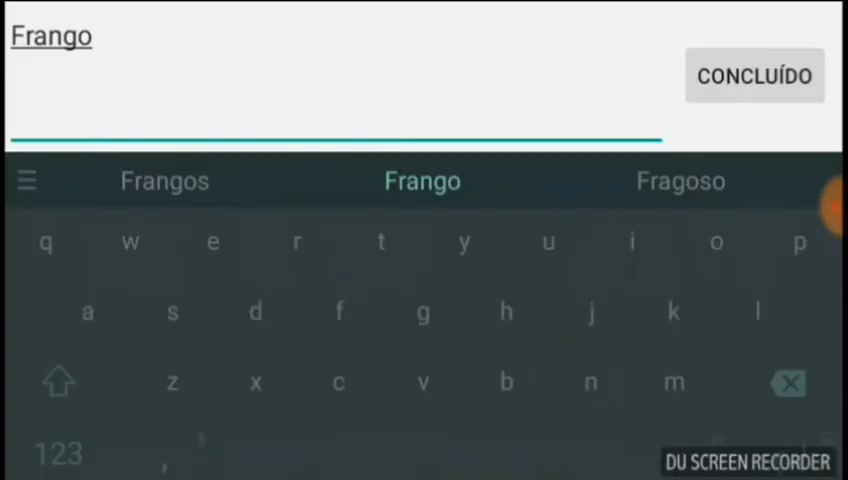 Frango
CONCLUÍDO
Frangos Frango Fragoso
q w e r t y u i o p
a s d f g h j k l
z x c v b n m
123 ,
DU SCREEN RECORDER